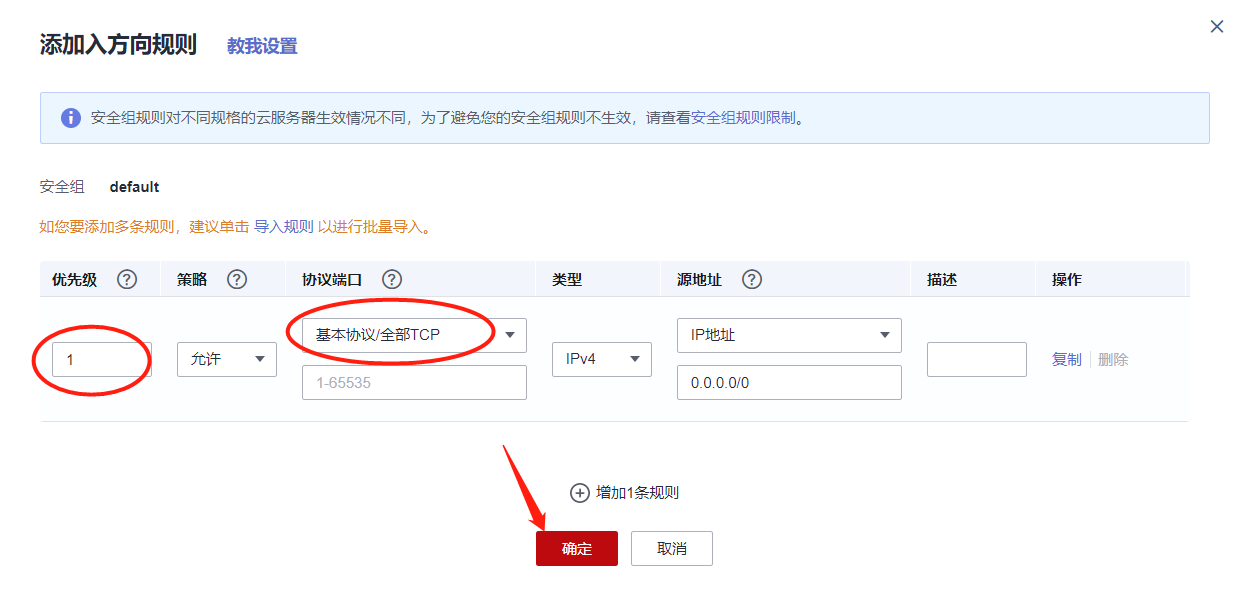 添加入方向规则 教我设置
安全组规则对不同规格的云服务器生效情况不同，为了避免您的安全组规则不生效，请查看安全组规则限制。
安全组 default
如您要添加多条规则，建议单击 导入规则 以进行批量导入。
优先级 策略 协议端口 类型 源地址 描述 操作
基本协议/全部TCP IP地址
1 允许 IPv4 复制 删除
1-65535 0.0.0.0/0
增加1条规则
确定 取消